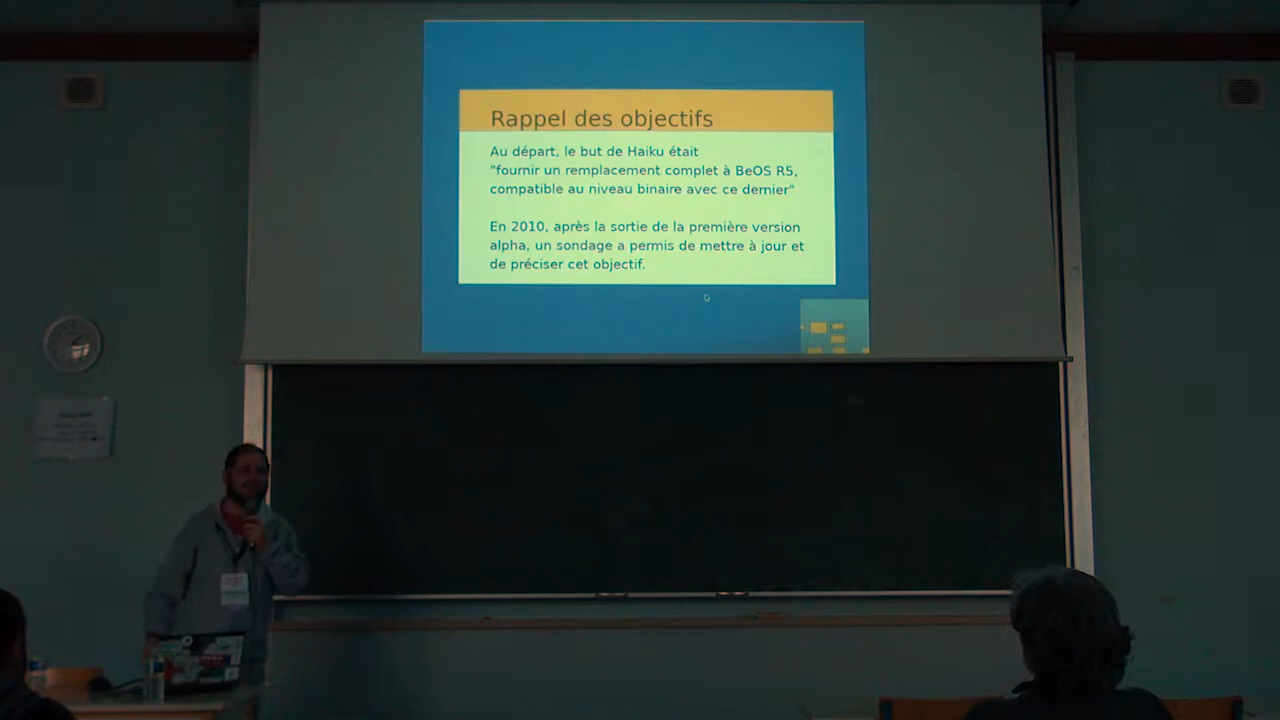 Rappel des objectifs
Au départ, le but de Haiku était
"fournir un remplacement complet à BeOS R5,
compatible au niveau binaire avec ce dernier"
En 2010, après la sortie de la première version
alpha, un sondage a permis de mettre à jour et
de préciser cet objectif.